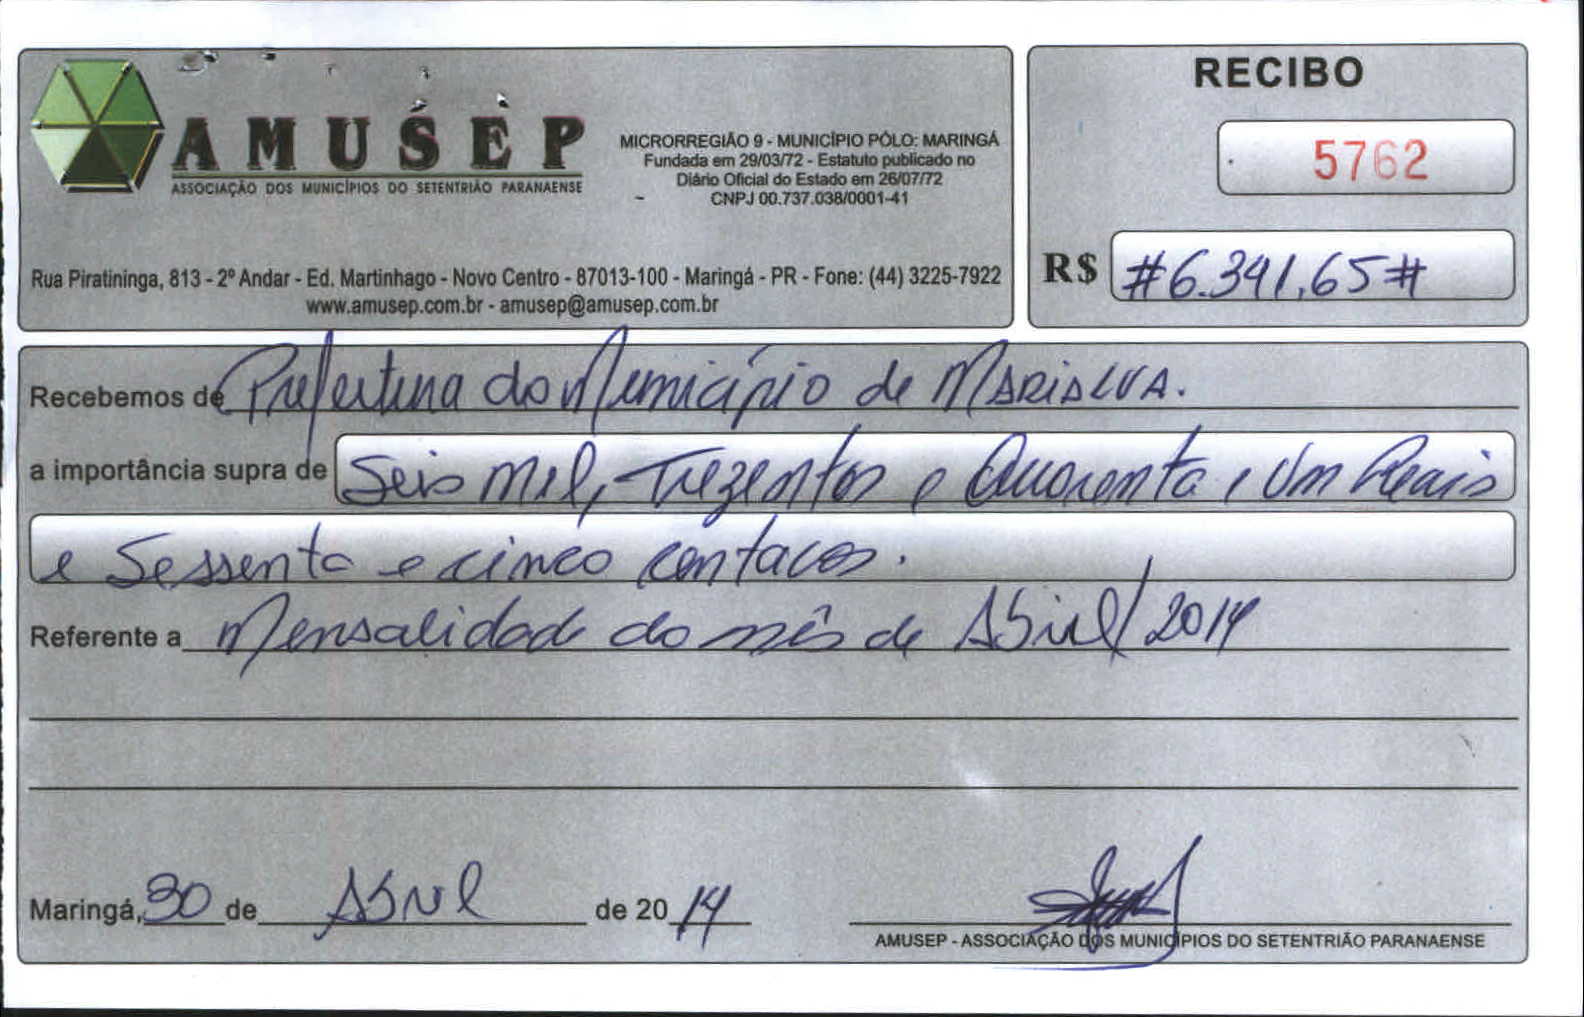 AMUSEP
ASSOCIAÇÃO DOS MUNICÍPIOS DO SETENTRIÃO PARANAENSE
MICRORREGIÃO 9 - MUNICÍPIO PÓLO: MARINGÁ
Fundada em 29/03/72 - Estatuto publicado no
Diário Oficial do Estado em 26/07/72
CNPJ 00.737.038/0001-41
Rua Piratininga, 813 - 2º Andar - Ed. Martinhago - Novo Centro - 87013-100 - Maringá - PR - Fone: (44) 3225-7922
www.amusep.com.br - amusep@amusep.com.br
RECIBO
5762
R$ #6.341,65#
Recebemos de Prefeitura do Município de MARIALVA.
a importância supra de Seis mil, Trezentos e Quarenta e Um Reais
e Sessenta e cinco centavos.
Referente a Mensalidade do mês de Abril/2014
Maringá, 30 de Abril de 2014
AMUSEP - ASSOCIAÇÃO DOS MUNICÍPIOS DO SETENTRIÃO PARANAENSE